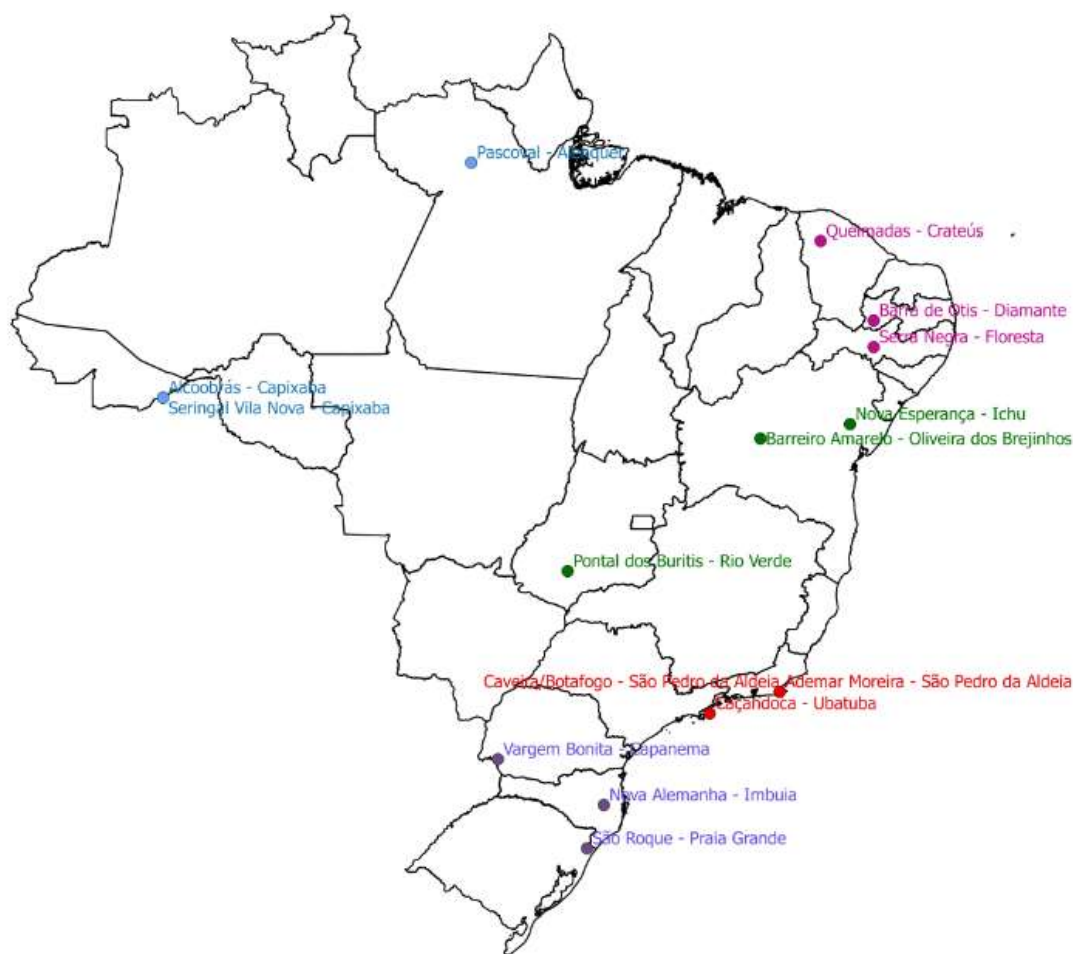 Pascoval - Alenquer
Queimadas - Crateús
Barra de Otis - Diamante
Serra Negra - Floresta
Alcoobrás - Capixaba
Seringal Vila Nova - Capixaba
Nova Esperança - Ichu
Barreiro Amarelo - Oliveira dos Brejinhos
Pontal dos Buritis - Rio Verde
Caveira/Botafogo - São Pedro da Aldeia Ademar Moreira - São Pedro da Aldeia
Caçandoca - Ubatuba
Vargem Bonita - Capanema
Nova Alemanha - Imbuia
São Roque - Praia Grande